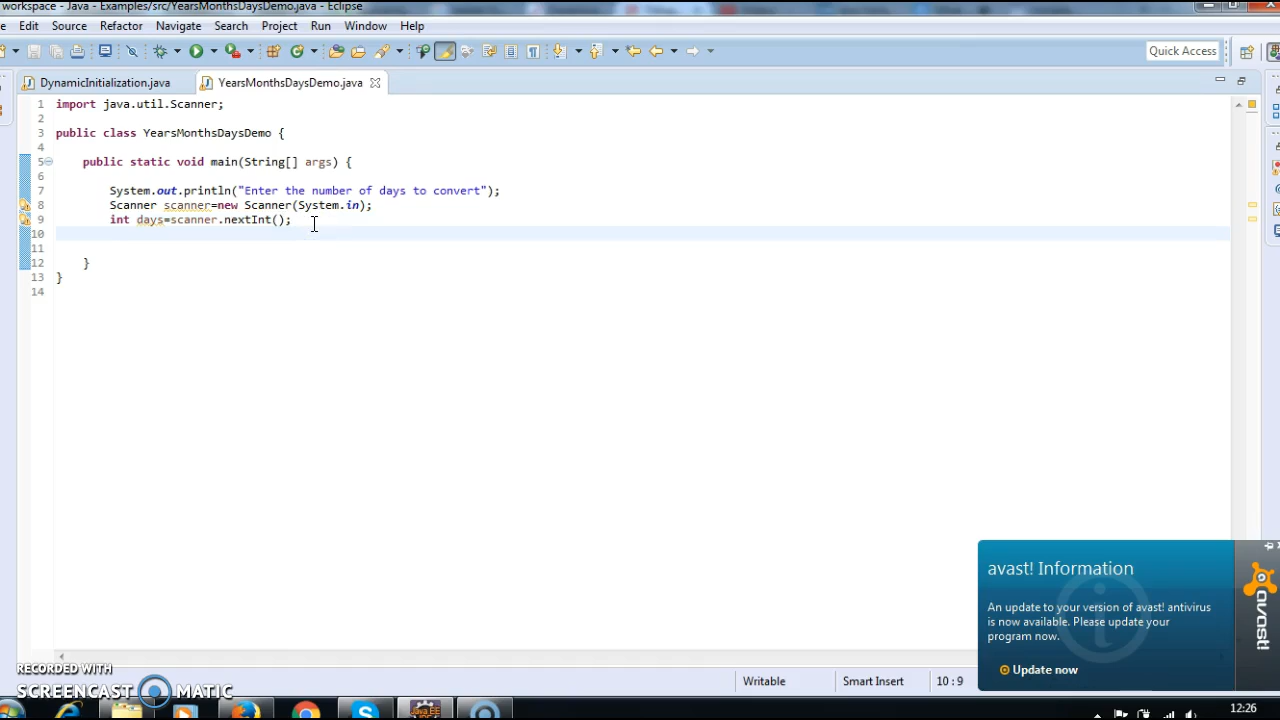 workspace - Java - Examples/src/YearsMonthsDaysDemo.java - Eclipse
Edit Source Refactor Navigate Search Project Run Window Help
Quick Access
DynamicInitialization.java YearsMonthsDaysDemo.java
1 import java.util.Scanner;
2
3 public class YearsMonthsDaysDemo {
4
5 public static void main(String[] args) {
6
7 System.out.println("Enter the number of days to convert");
8 Scanner scanner=new Scanner(System.in);
9 int days=scanner.nextInt();
10
11
12 }
13 }
14
avast! Information
An update to your version of avast! antivirus
is now available. Please update your
program now.
Update now
avast!
RECORDED WITH
SCREENCAST MATIC
Writable Smart Insert 10 : 9
Java EE
12:26